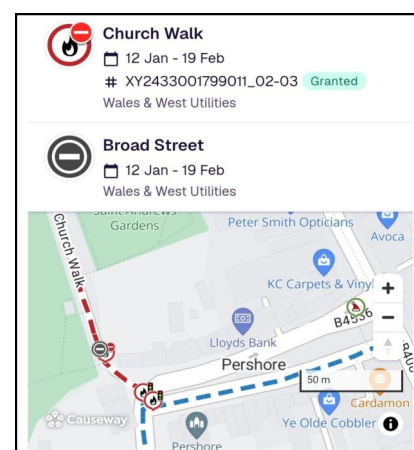 Church Walk
12 Jan - 19 Feb
# XY2433001799011_02-03 Granted
Wales & West Utilities
Broad Street
12 Jan - 19 Feb
Wales & West Utilities
Saint Andrews
Gardens
Peter Smith Opticians
Avoca
Church Walk
KC Carpets & Vinyl
+
B4536
−
Lloyds Bank
Pershore
50 m
Cardamon
Causeway
Ye Olde Cobbler
i
Pershore